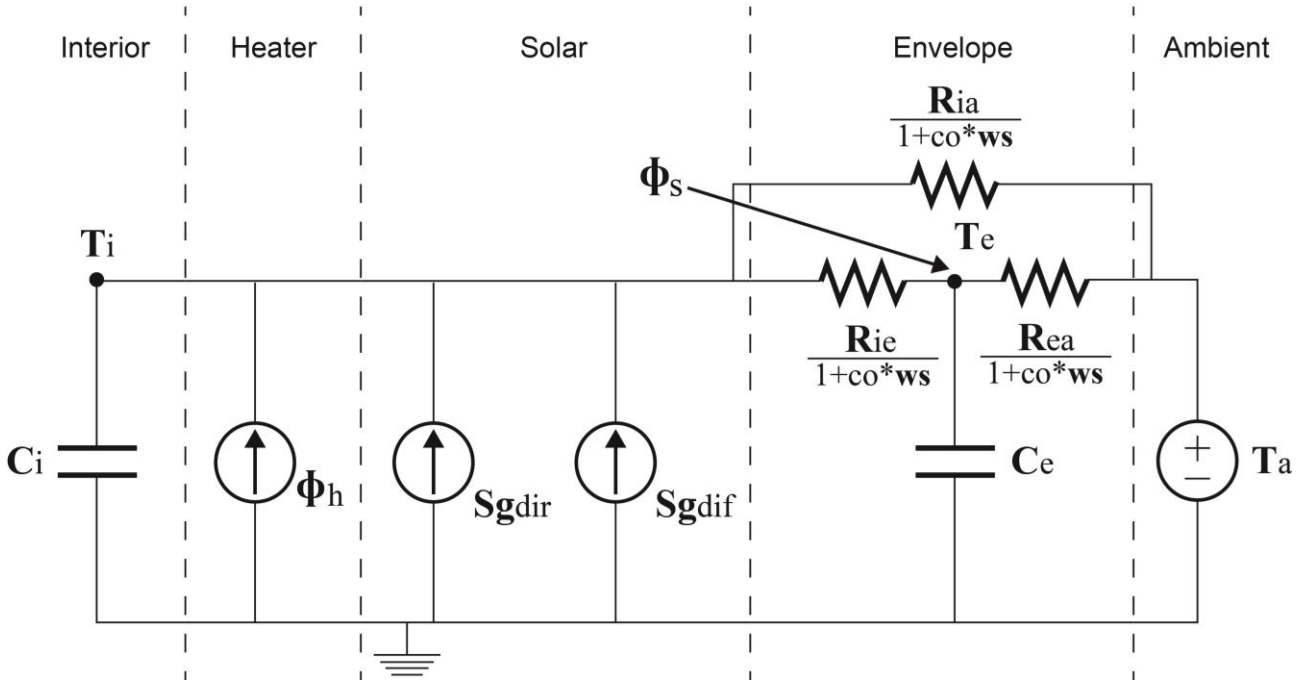 Interior
Heater
Solar
Envelope
Ambient
Ria
1+co*ws
ϕs
Ti
Te
Rie
1+co*ws
Rea
1+co*ws
Ci
ϕh
Sgdir
Sgdif
Ce
+
−
Ta